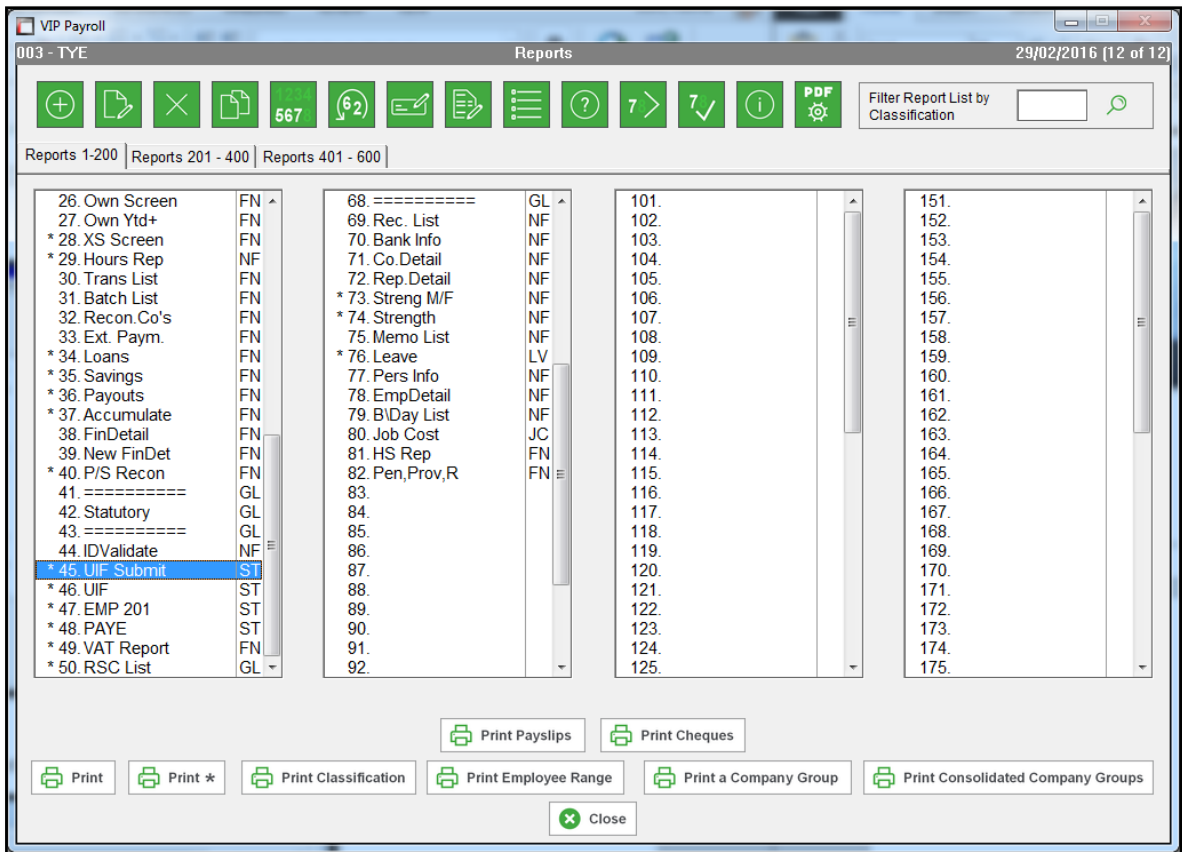 VIP Payroll
003 - TYE Reports 29/02/2016 (12 of 12)
1234
567
62
7
7
PDF
Filter Report List by
Classification
Reports 1-200 Reports 201 - 400 Reports 401 - 600
26. Own Screen FN
27. Own Ytd+ FN
* 28. XS Screen FN
* 29. Hours Rep NF
30. Trans List FN
31. Batch List FN
32. Recon.Co's FN
33. Ext. Paym. FN
* 34. Loans FN
* 35. Savings FN
* 36. Payouts FN
* 37. Accumulate FN
38. FinDetail FN
39. New FinDet FN
* 40. P/S Recon FN
41. ========== GL
42. Statutory GL
43. ========== GL
44. IDValidate NF
* 45. UIF Submit ST
* 46. UIF ST
* 47. EMP 201 ST
* 48. PAYE ST
* 49. VAT Report FN
* 50. RSC List GL
68. ========== GL
69. Rec. List NF
70. Bank Info NF
71. Co.Detail NF
72. Rep.Detail NF
* 73. Streng M/F NF
* 74. Strength NF
75. Memo List NF
* 76. Leave LV
77. Pers Info NF
78. EmpDetail NF
79. B\Day List NF
80. Job Cost JC
81. HS Rep FN
82. Pen,Prov,R FN
83.
84.
85.
86.
87.
88.
89.
90.
91.
92.
101.
102.
103.
104.
105.
106.
107.
108.
109.
110.
111.
112.
113.
114.
115.
116.
117.
118.
119.
120.
121.
122.
123.
124.
125.
151.
152.
153.
154.
155.
156.
157.
158.
159.
160.
161.
162.
163.
164.
165.
166.
167.
168.
169.
170.
171.
172.
173.
174.
175.
Print Payslips Print Cheques
Print Print * Print Classification Print Employee Range Print a Company Group Print Consolidated Company Groups
Close